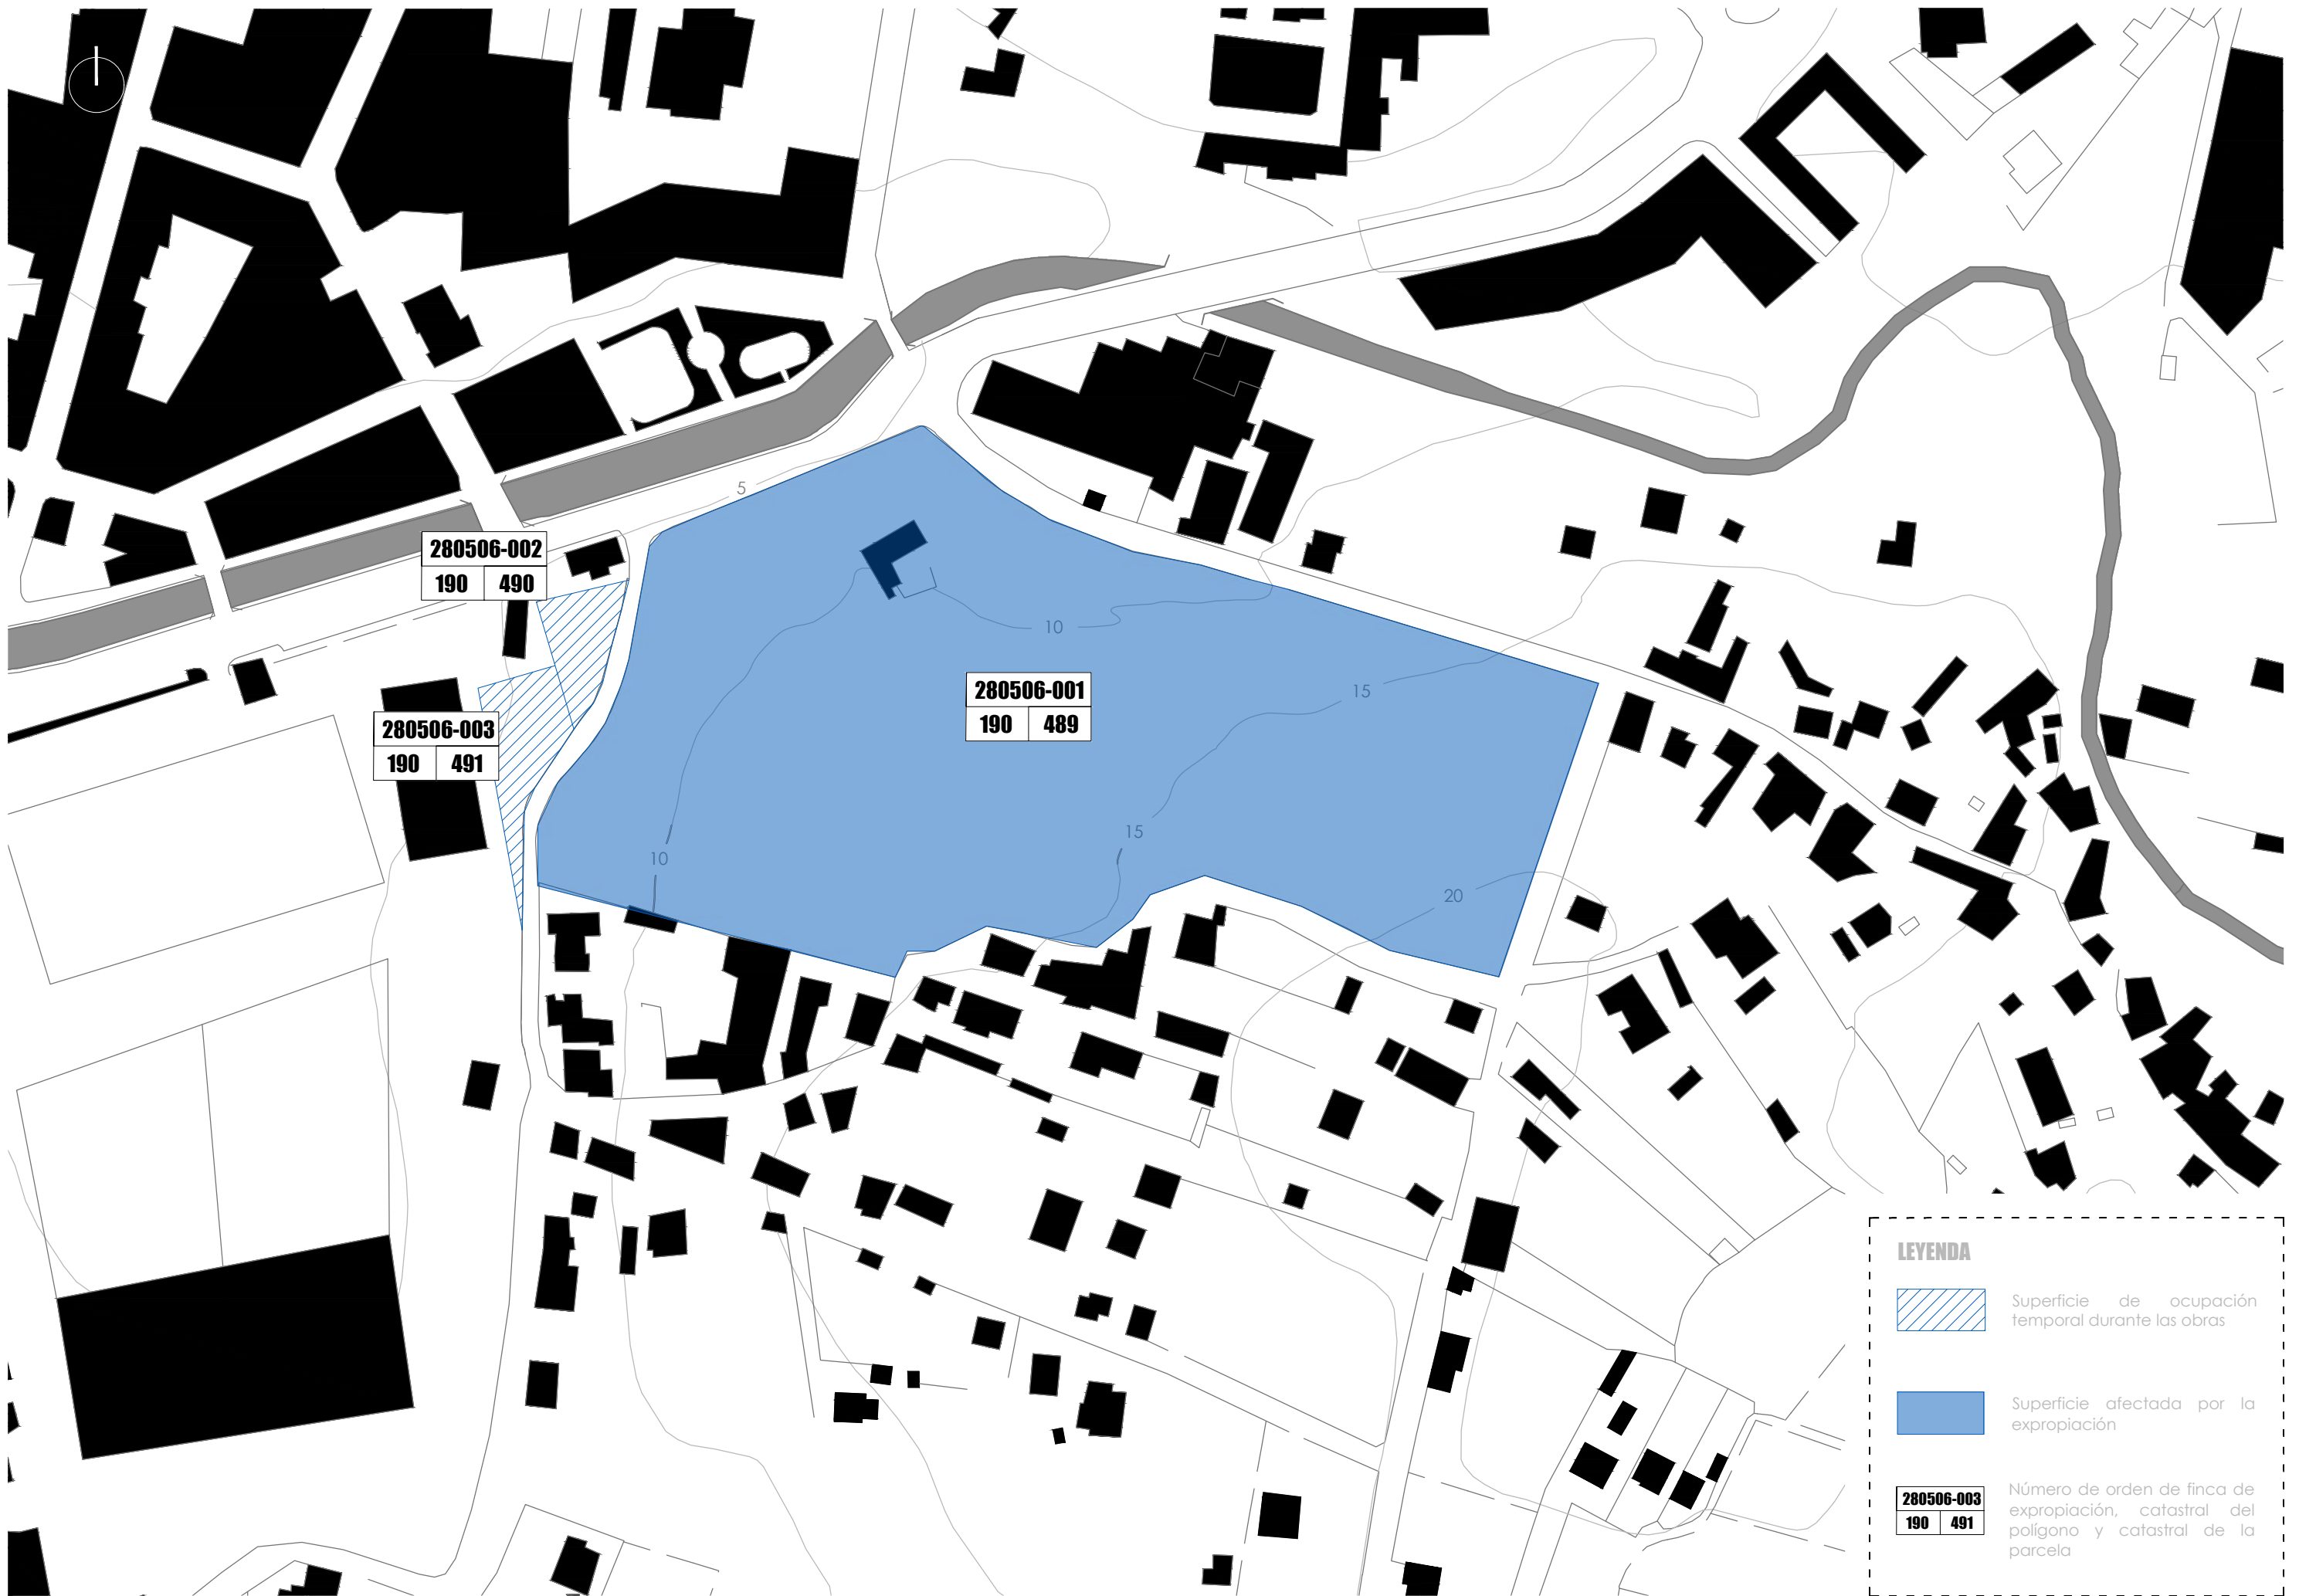 5
280506-002
190 490
10
280506-001
190 489
15
280506-003
190 491
15
10
20
LEYENDA
Superficie de ocupación
temporal durante las obras
Superficie afectada por la
expropiación
280506-003
190 491
Número de orden de finca de
expropiación, catastral del
polígono y catastral de la
parcela